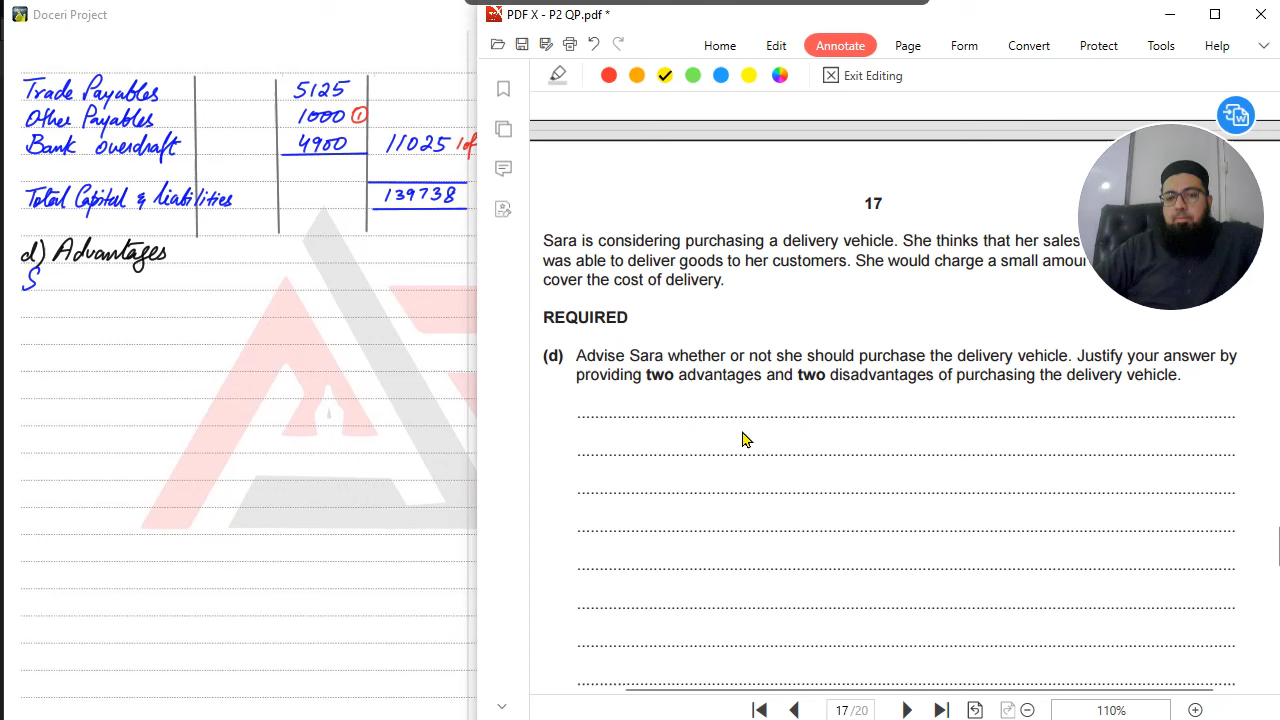 Doceri Project
PDF X - P2 QP.pdf *
Home Edit Annotate Page Form Convert Protect Tools Help
Exit Editing
Trade Payables 5125
Other Payables 1000 1
Bank overdraft 4900 11025 1of
Total Capital & liabilities 139738
d) Advantages
S
17
Sara is considering purchasing a delivery vehicle. She thinks that her sales
was able to deliver goods to her customers. She would charge a small amour
cover the cost of delivery.
REQUIRED
(d) Advise Sara whether or not she should purchase the delivery vehicle. Justify your answer by
providing two advantages and two disadvantages of purchasing the delivery vehicle.
17 /20
110%